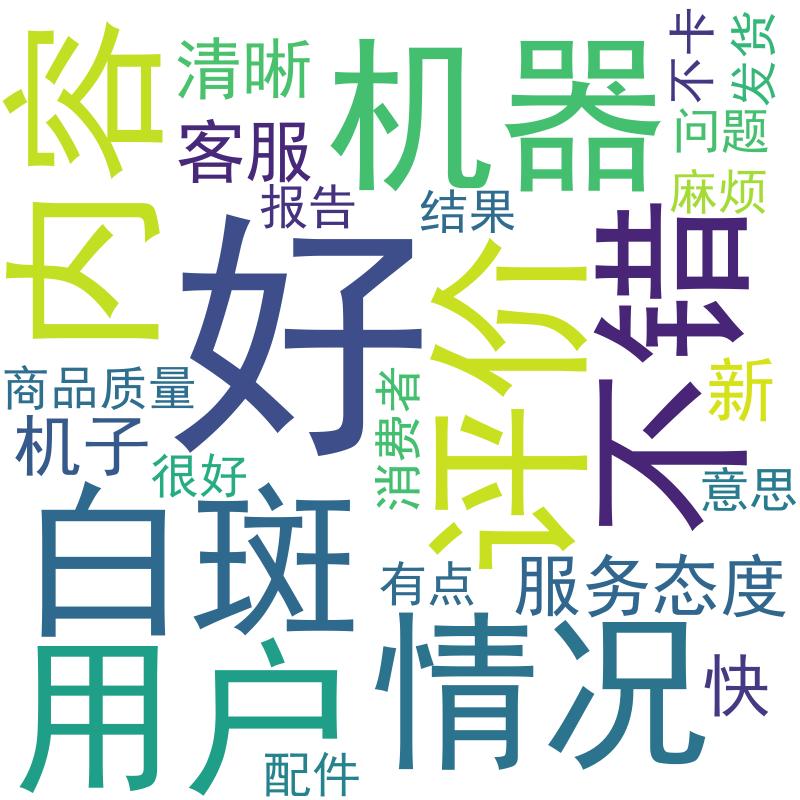 内容
清晰
机器
不卡
发货
客服
问题
报告
结果
麻烦
好
评价
不错
商品质量
消费者
新
机子
很好
意思
白斑
有点
服务态度
用户
情况
快
配件